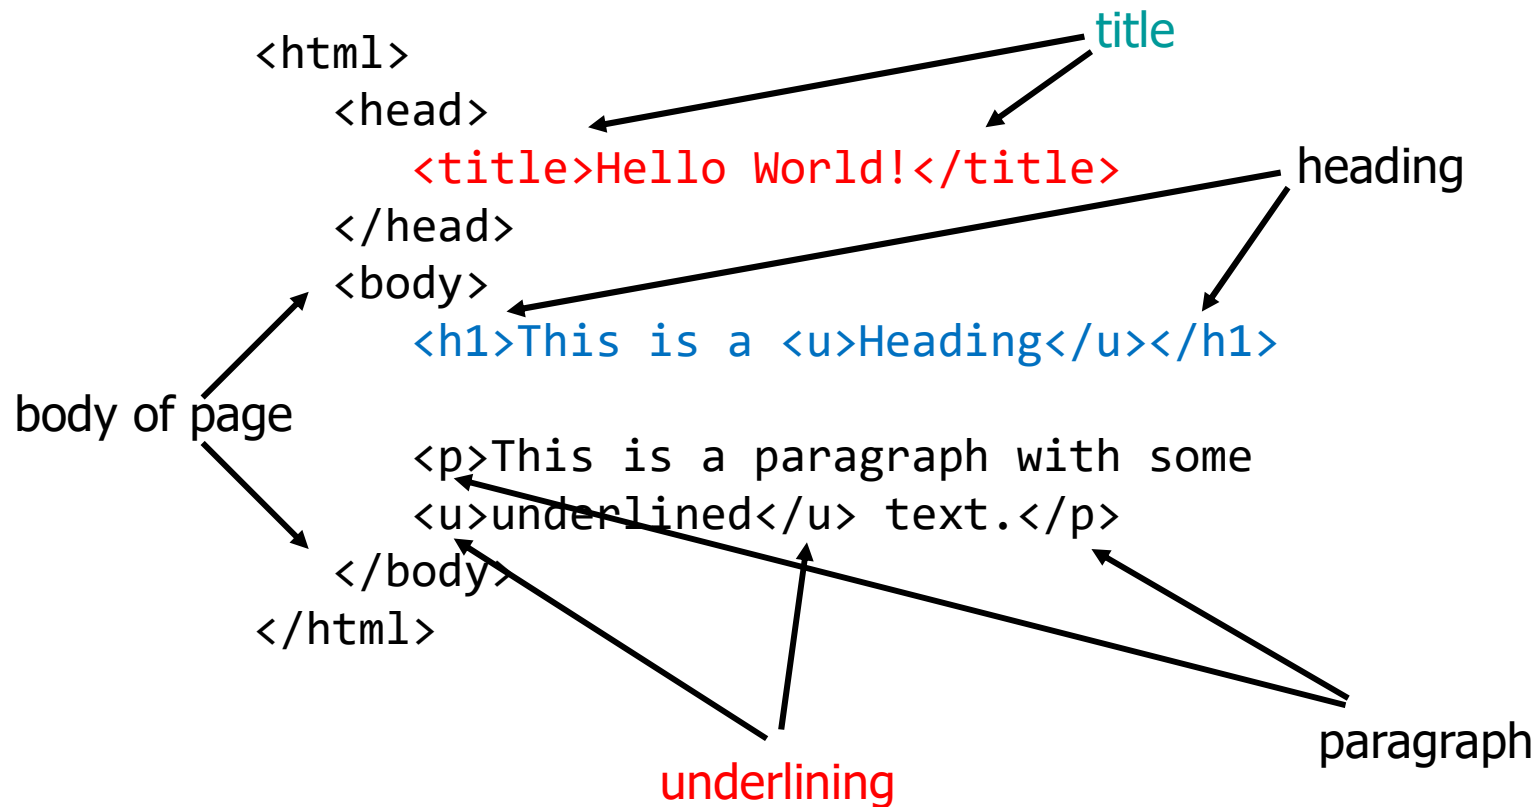 title
<html>
<head>
<title>Hello World!</title>
heading
</head>
<body>
<h1>This is a <u>Heading</u></h1>
body of page
<p>This is a paragraph with some
<u>underlined</u> text.</p>
</body>
</html>
paragraph
underlining